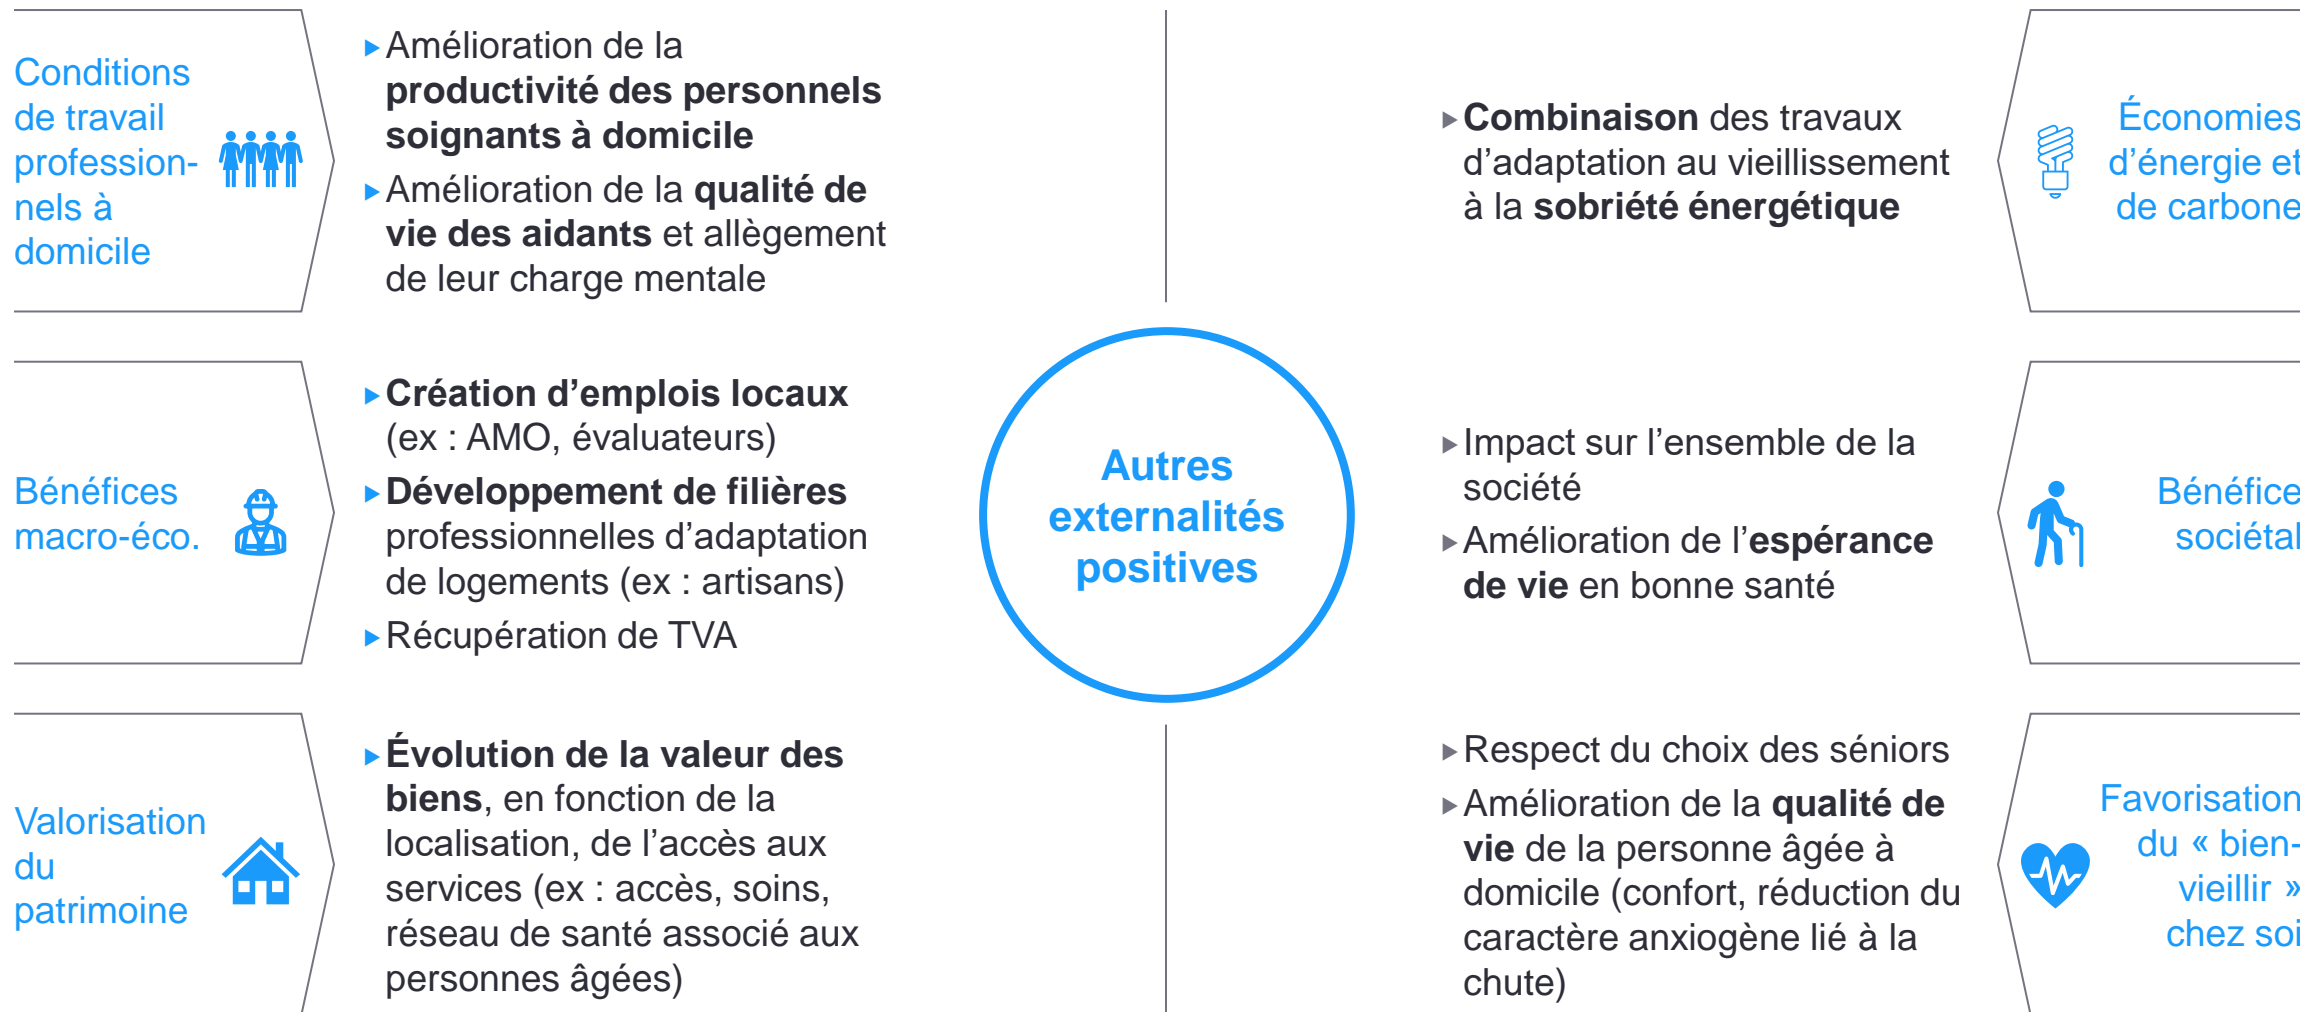 Conditions
de travail
profession-
nels à
domicile
▸Amélioration de la
productivité des personnels
soignants à domicile
▸Amélioration de la qualité de
vie des aidants et allègement
de leur charge mentale
Bénéfices
macro-éco.
▸Création d’emplois locaux
(ex : AMO, évaluateurs)
▸Développement de filières
professionnelles d’adaptation
de logements (ex : artisans)
▸Récupération de TVA
Valorisation
du
patrimoine
▸Évolution de la valeur des
biens, en fonction de la
localisation, de l’accès aux
services (ex : accès, soins,
réseau de santé associé aux
personnes âgées)
Autres
externalités
positives
▸Combinaison des travaux
d’adaptation au vieillissement
à la sobriété énergétique
Économies
d’énergie et
de carbone
▸Impact sur l’ensemble de la
société
▸Amélioration de l’espérance
de vie en bonne santé
Bénéfice
sociétal
▸Respect du choix des séniors
▸Amélioration de la qualité de
vie de la personne âgée à
domicile (confort, réduction du
caractère anxiogène lié à la
chute)
Favorisation
du « bien-
vieillir »
chez soi